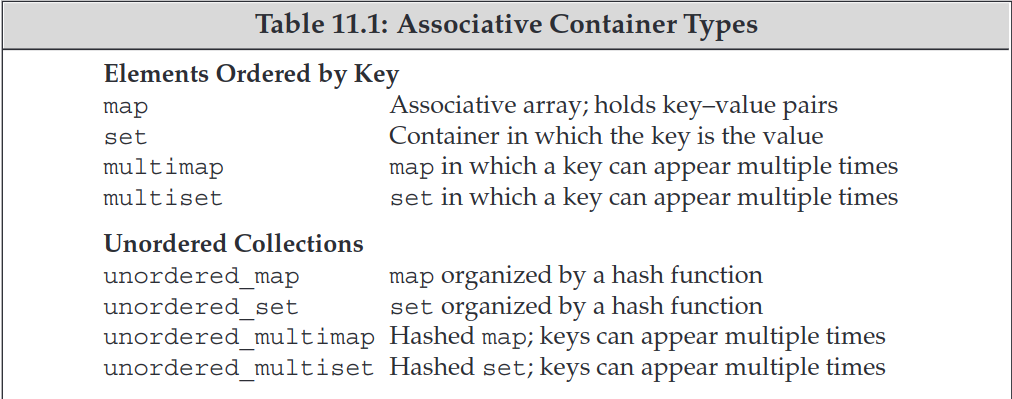 Table 11.1: Associative Container Types
Elements Ordered by Key
map Associative array; holds key–value pairs
set Container in which the key is the value
multimap map in which a key can appear multiple times
multiset set in which a key can appear multiple times
Unordered Collections
unordered_map map organized by a hash function
unordered_set set organized by a hash function
unordered_multimap Hashed map; keys can appear multiple times
unordered_multiset Hashed set; keys can appear multiple times